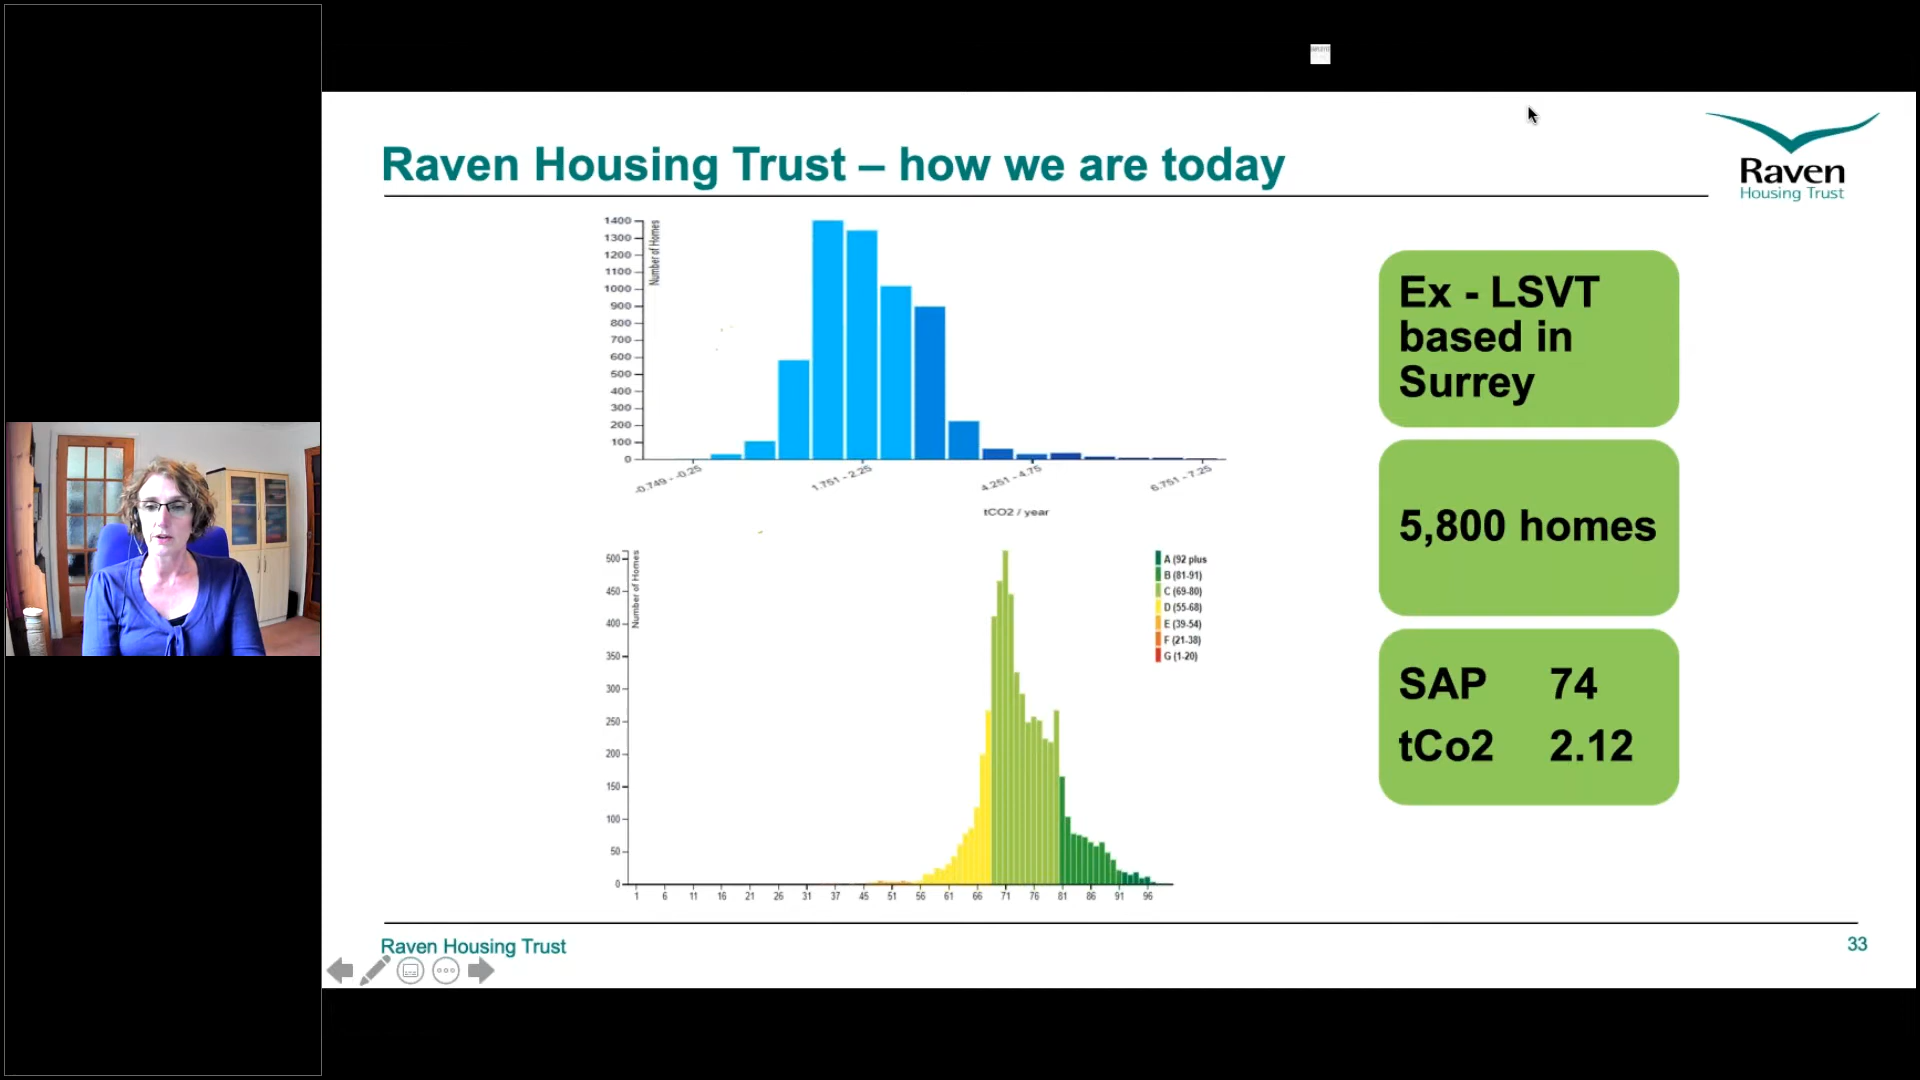 Raven Housing Trust – how we are today
Raven
Housing Trust
1400
1300
1200
1100
1000
900
800
700
600
500
400
300
200
100
0
Number of Homes
-0.749 - -0.25
1.751 - 2.25
4.251 - 4.75
6.751 - 7.25
tCO2 / year
500
450
400
350
300
250
200
150
100
50
0
Number of Homes
1 6 11 16 21 26 31 37 45 51 56 61 66 71 76 81 86 91 96
A (92 plus
B (81-91)
C (69-80)
D (55-68)
E (39-54)
F (21-38)
G (1-20)
Ex - LSVT
based in
Surrey
5,800 homes
SAP 74
tCo2 2.12
Raven Housing Trust
33